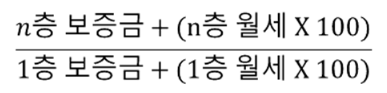 n층 보증금 + (n층 월세 X 100)
1층 보증금 + (1층 월세 X 100)